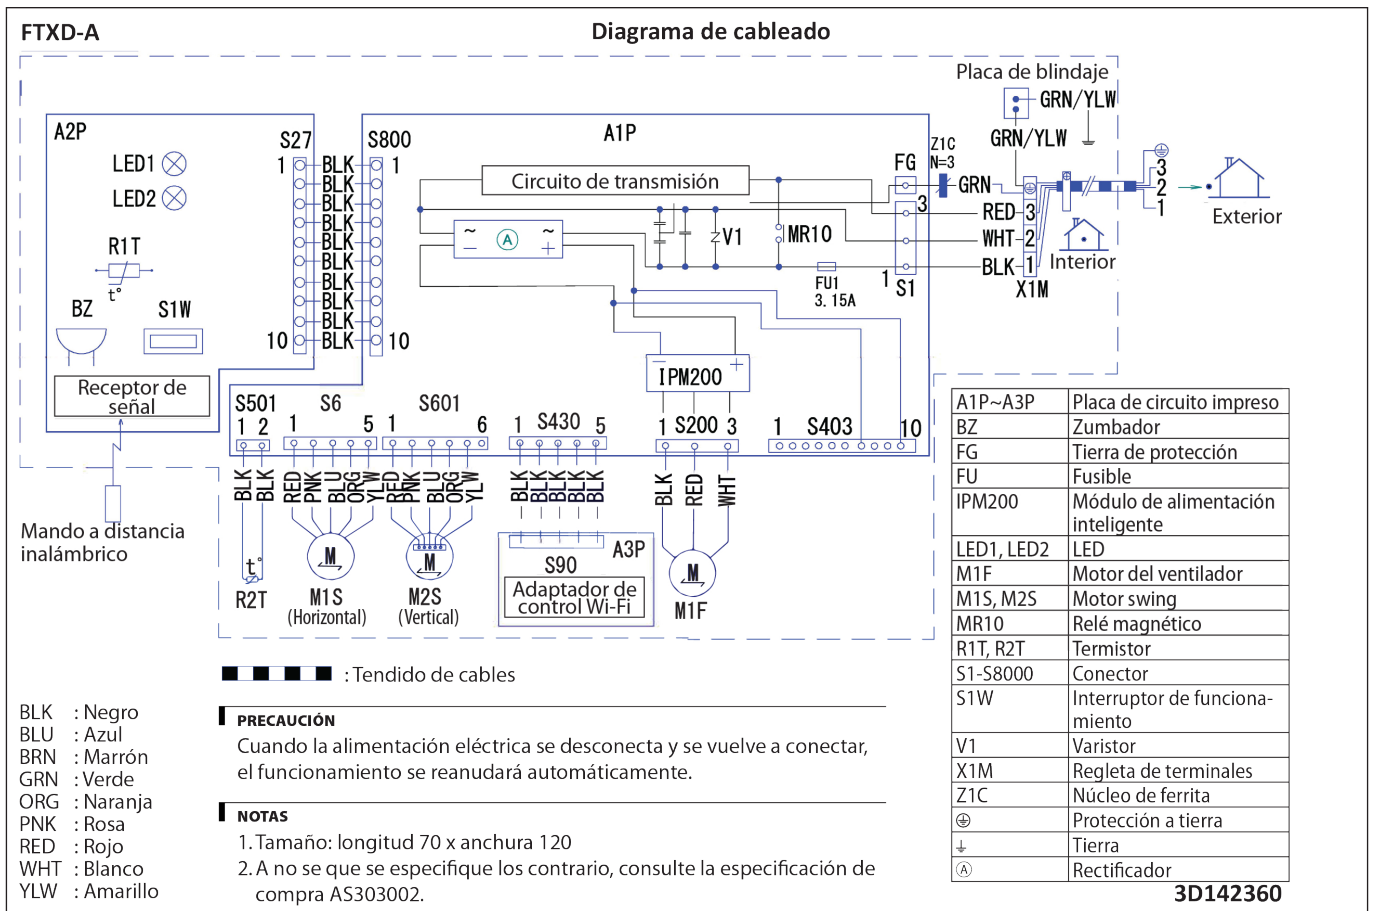 FTXD-A
Diagrama de cableado
Placa de blindaje
GRN/YLW
GRN/YLW
A2P
S27
S800
A1P
Z1C
N=3
FG
GRN
LED1
LED2
1
BLK
1
BLK
BLK
BLK
BLK
BLK
BLK
BLK
BLK
10
BLK
10
Circuito de transmisión
3
RED
3
WHT
2
BLK
1
1
S1
X1M
3
2
1
Exterior
Interior
R1T
t°
BZ
S1W
~
A
~
−
+
V1
MR10
FU1
3. 15A
Receptor de
señal
−
+
IPM200
S501
1 2
S6
1 5
S601
1 6
S430
1 5
S200
1 3
S403
1 10
BLK
BLK
RED
PNK
BLU
ORG
YLW
RED
PNK
BLU
ORG
YLW
BLK
BLK
BLK
BLK
BLK
BLK
RED
WHT
Mando a distancia
inalámbrico
t°
R2T
M
M1S
(Horizontal)
M
M2S
(Vertical)
A3P
S90
Adaptador de
control Wi-Fi
M
M1F
: Tendido de cables
BLK : Negro
BLU : Azul
BRN : Marrón
GRN : Verde
ORG : Naranja
PNK : Rosa
RED : Rojo
WHT : Blanco
YLW : Amarillo
PRECAUCIÓN
Cuando la alimentación eléctrica se desconecta y se vuelve a conectar,
el funcionamiento se reanudará automáticamente.
NOTAS
1. Tamaño: longitud 70 x anchura 120
2. A no se que se especifique los contrario, consulte la especificación de
compra AS303002.
A1P~A3P Placa de circuito impreso
BZ Zumbador
FG Tierra de protección
FU Fusible
IPM200 Módulo de alimentación
inteligente
LED1, LED2 LED
M1F Motor del ventilador
M1S, M2S Motor swing
MR10 Relé magnético
R1T, R2T Termistor
S1-S8000 Conector
S1W Interruptor de funciona-
miento
V1 Varistor
X1M Regleta de terminales
Z1C Núcleo de ferrita
Protección a tierra
Tierra
A Rectificador
3D142360